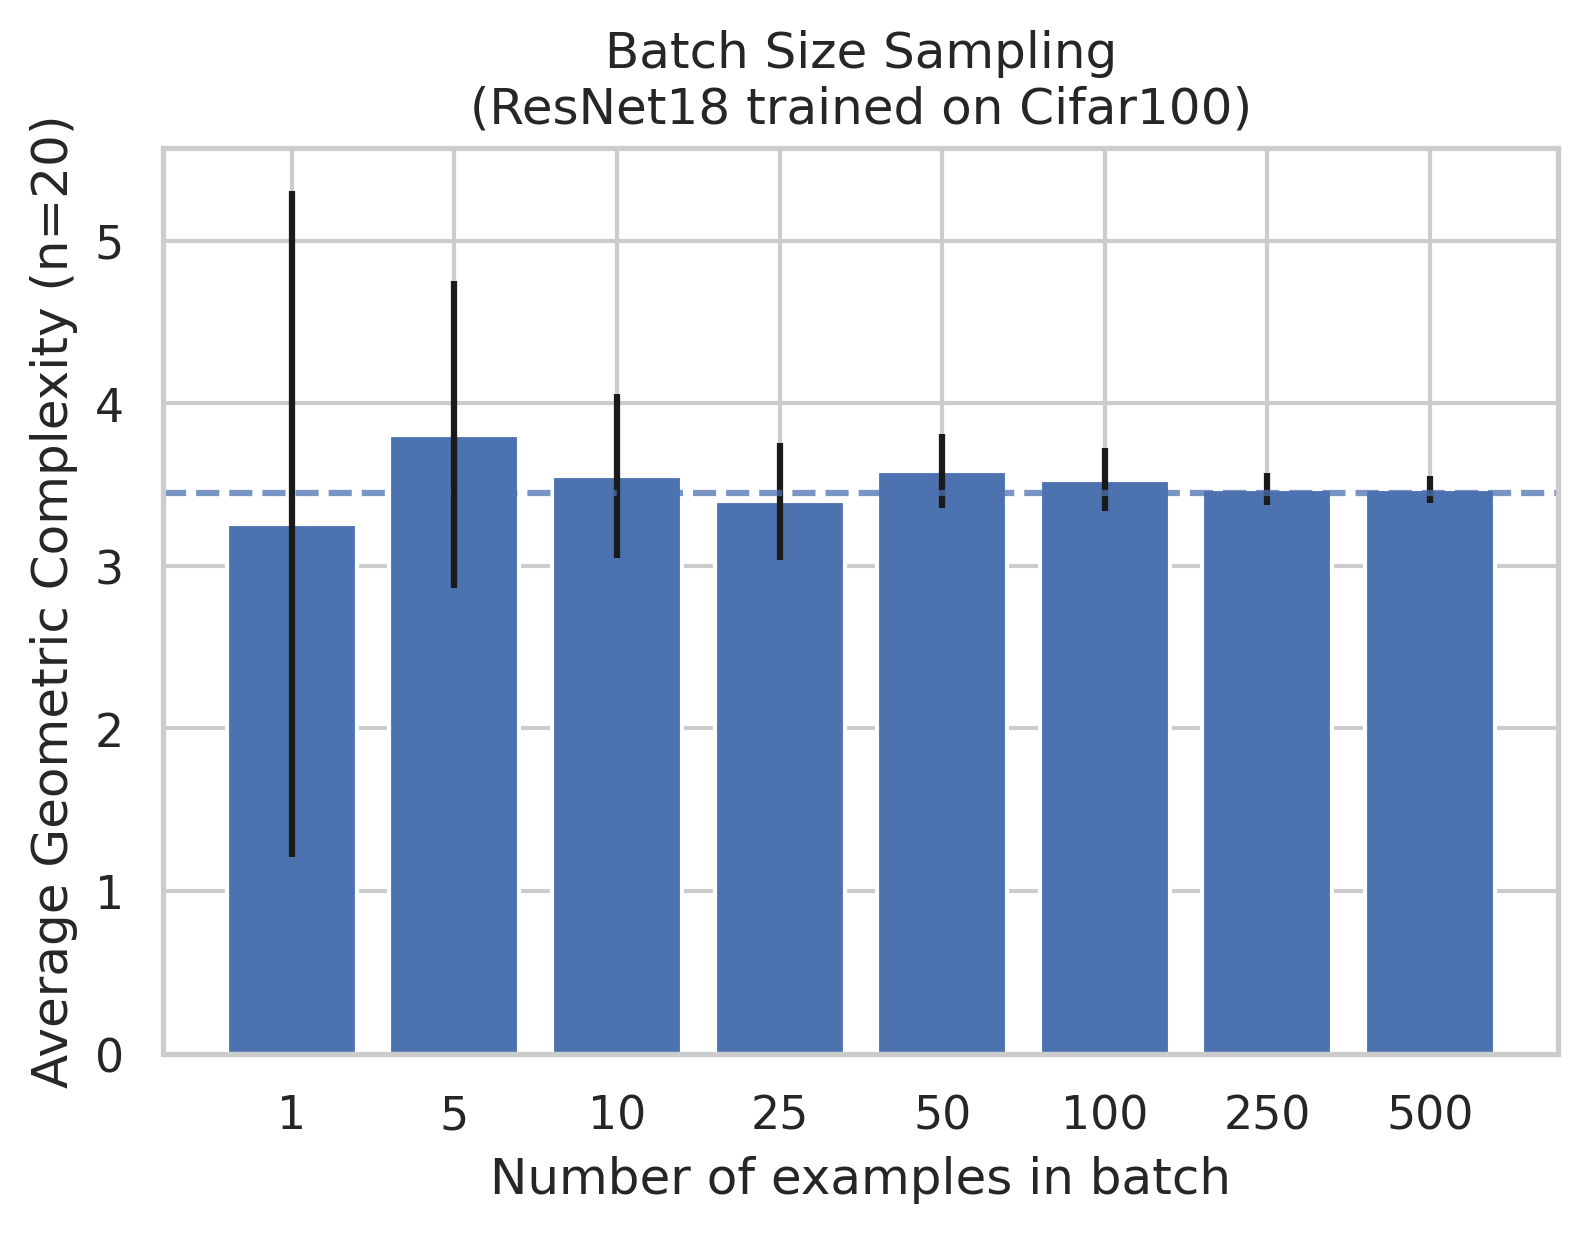 Batch Size Sampling
(ResNet18 trained on Cifar100)
Average Geometric Complexity (n=20)
5
4
3
2
1
0
1 5 10 25 50 100 250 500
Number of examples in batch